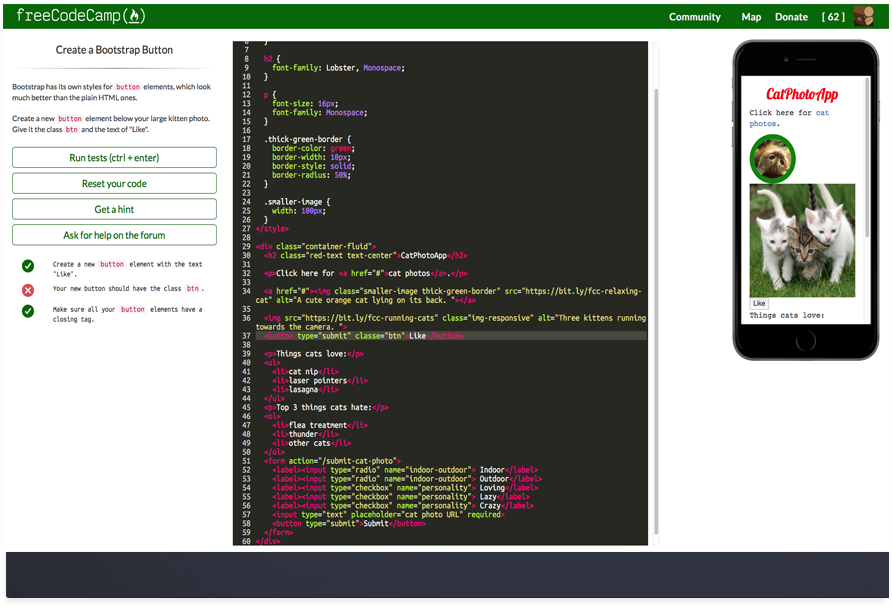 freeCodeCamp(🔥)
Community Map Donate [ 62 ]
Create a Bootstrap Button
Bootstrap has its own styles for button elements, which look
much better than the plain HTML ones.
Create a new button element below your large kitten photo.
Give it the class btn and the text of "Like".
Run tests (ctrl + enter)
Reset your code
Get a hint
Ask for help on the forum
Create a new button element with the text
"Like".
Your new button should have the class btn .
Make sure all your button elements have a
closing tag.
6 }
7
8 h2 {
9 font-family: Lobster, Monospace;
10 }
11
12 p {
13 font-size: 16px;
14 font-family: Monospace;
15 }
16
17 .thick-green-border {
18 border-color: green;
19 border-width: 10px;
20 border-style: solid;
21 border-radius: 50%;
22 }
23
24 .smaller-image {
25 width: 100px;
26 }
27 </style>
28
29 <div class="container-fluid">
30 <h2 class="red-text text-center">CatPhotoApp</h2>
31
32 <p>Click here for <a href="#">cat photos</a>.</p>
33
34 <a href="#"><img class="smaller-image thick-green-border" src="https://bit.ly/fcc-relaxing-
cat" alt="A cute orange cat lying on its back. "></a>
35
36 <img src="https://bit.ly/fcc-running-cats" class="img-responsive" alt="Three kittens running
towards the camera. ">
37 <button type="submit" classe="btn">Like</button>
38
39 <p>Things cats love:</p>
40 <ul>
41 <li>cat nip</li>
42 <li>laser pointers</li>
43 <li>lasagna</li>
44 </ul>
45 <p>Top 3 things cats hate:</p>
46 <ol>
47 <li>flea treatment</li>
48 <li>thunder</li>
49 <li>other cats</li>
50 </ol>
51 <form action="/submit-cat-photo">
52 <label><input type="radio" name="indoor-outdoor"> Indoor</label>
53 <label><input type="radio" name="indoor-outdoor"> Outdoor</label>
54 <label><input type="checkbox" name="personality"> Loving</label>
55 <label><input type="checkbox" name="personality"> Lazy</label>
56 <label><input type="checkbox" name="personality"> Crazy</label>
57 <input type="text" placeholder="cat photo URL" required>
58 <button type="submit">Submit</button>
59 </form>
60 </div>
CatPhotoApp
Click here for cat
photos.
Like
Things cats love: